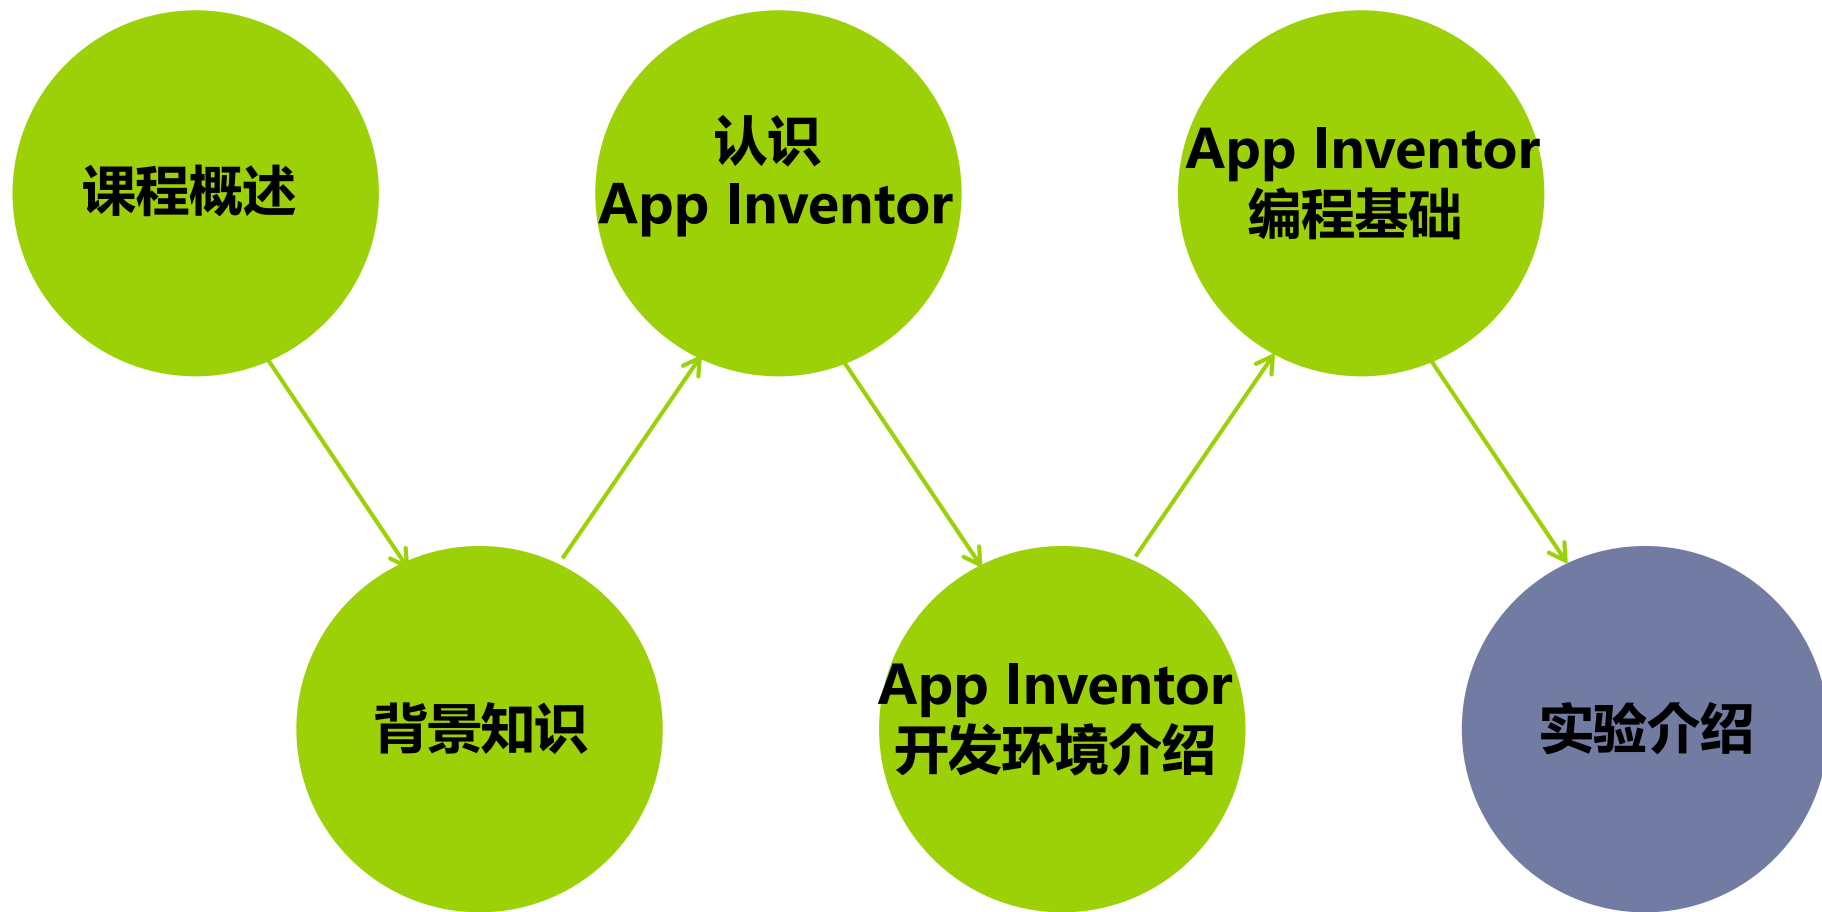 课程概述
背景知识
认识
App Inventor
App Inventor
开发环境介绍
App Inventor
编程基础
实验介绍